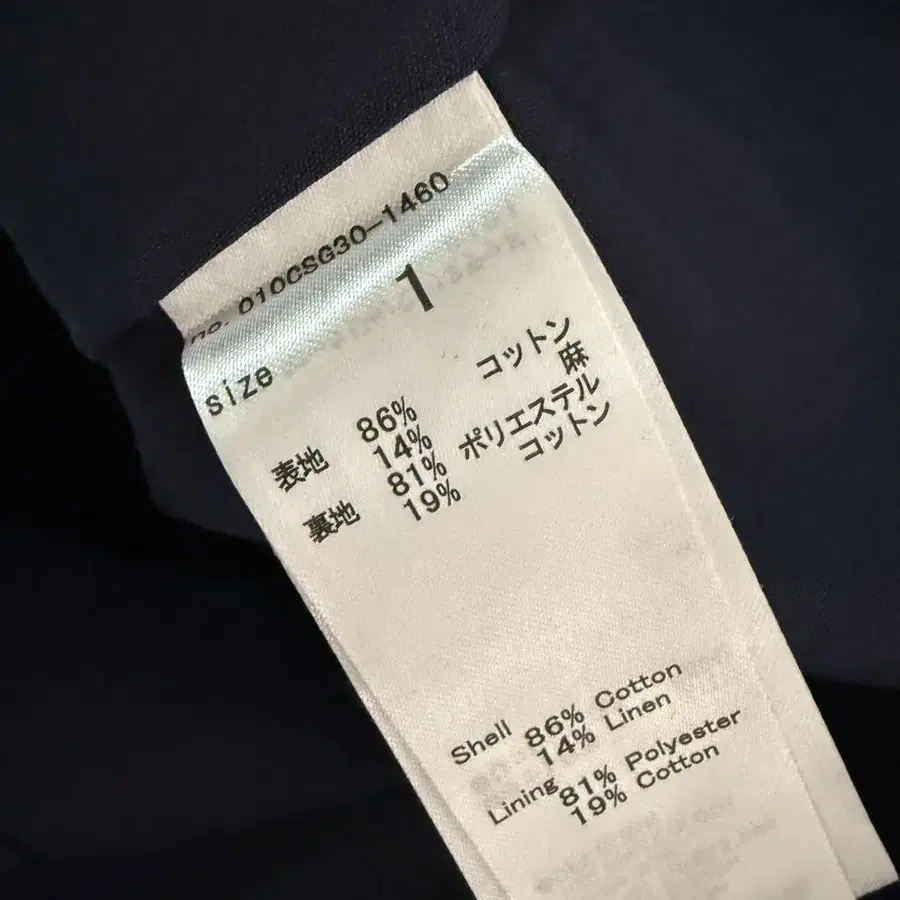 no. 010CSG30-1460
size 1
表地 86% コットン
14% 麻
裏地 81% ポリエステル
19% コットン
Shell 86% Cotton
14% Linen
Lining 81% Polyester
19% Cotton